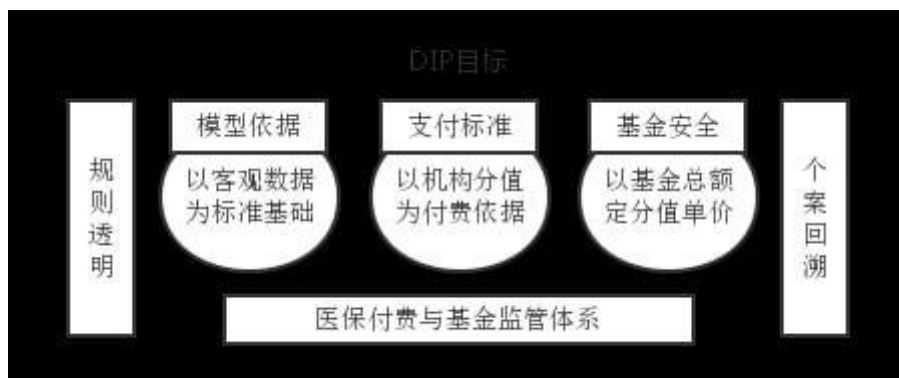 DIP目标
规则透明
模型依据
以客观数据
为标准基础
支付标准
以机构分值
为付费依据
基金安全
以基金总额
定分值单价
个案回溯
医保付费与基金监管体系